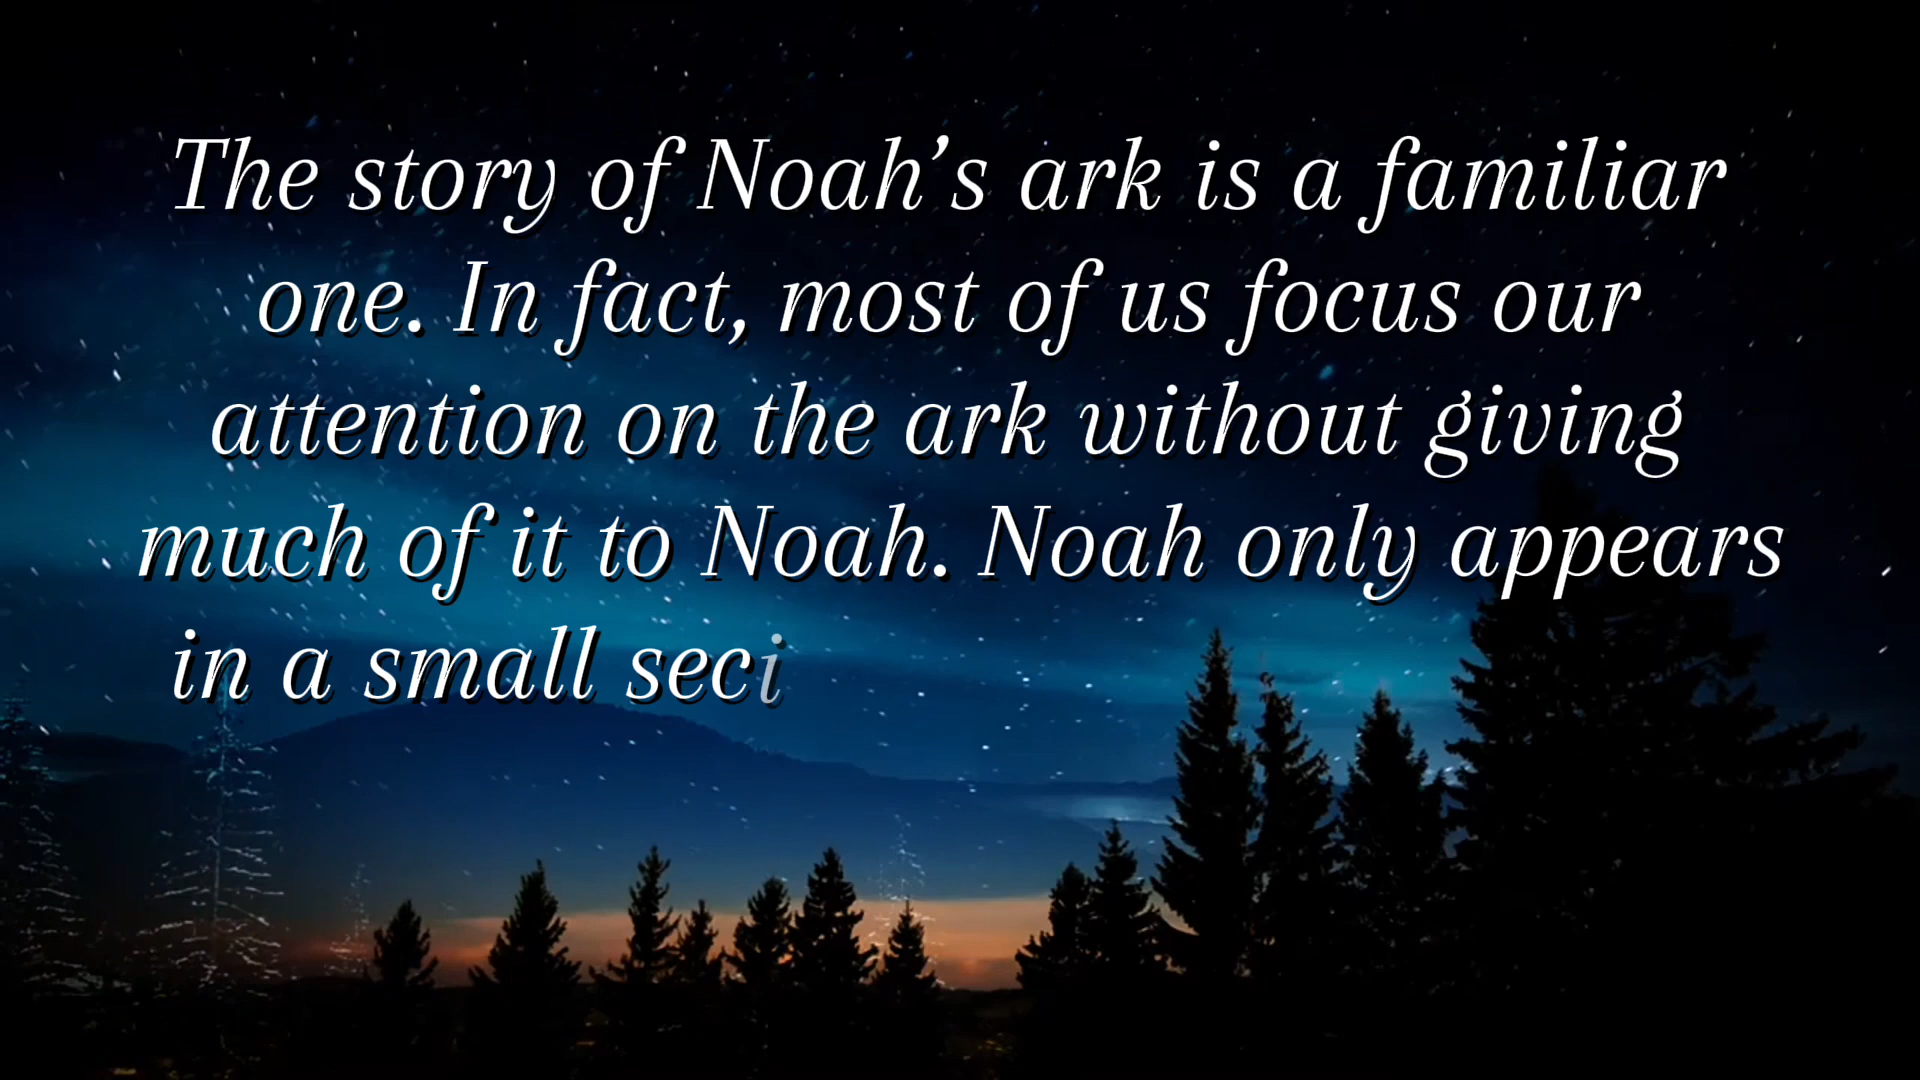 The story of Noah’s ark is a familiar
one. In fact, most of us focus our
attention on the ark without giving
much of it to Noah. Noah only appears
in a small seci